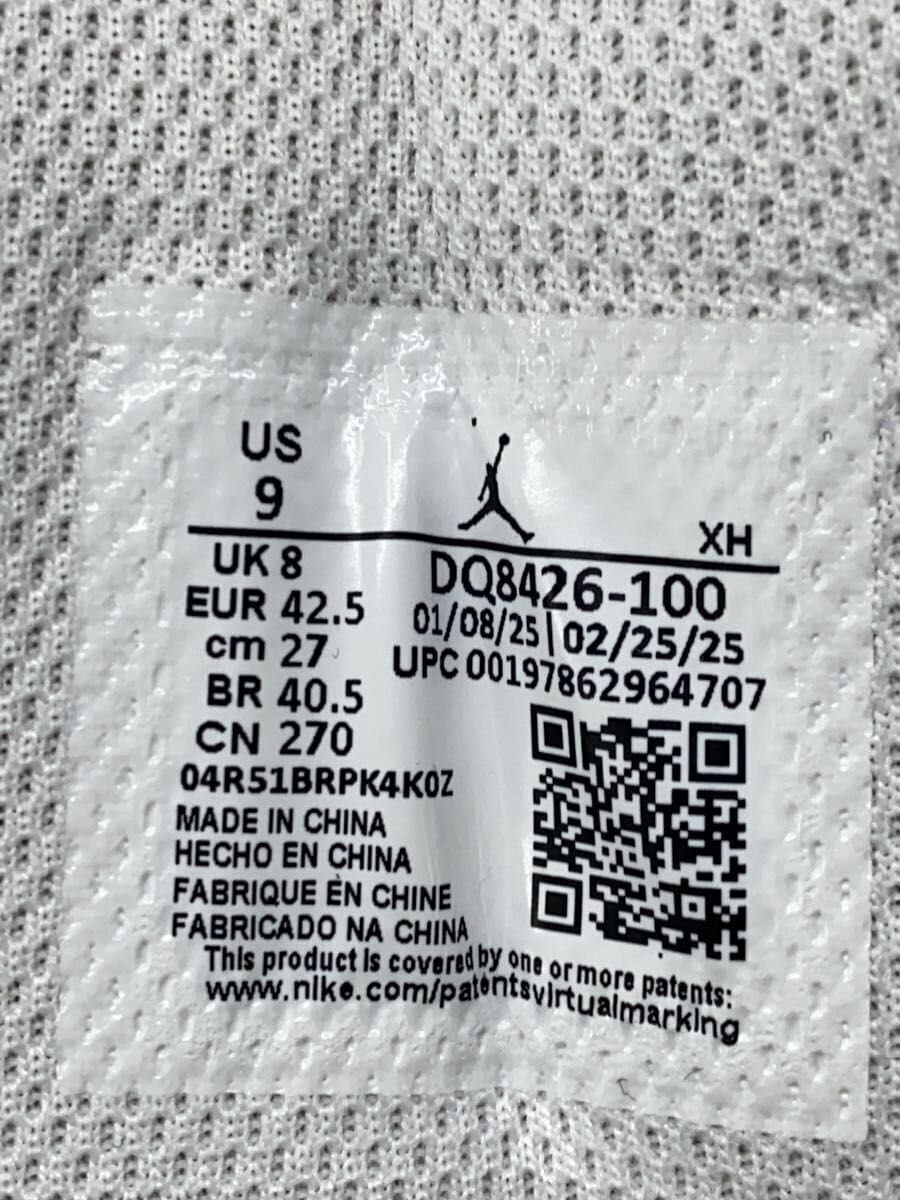 US
9
XH
UK 8
EUR 42.5
cm 27
BR 40.5
CN 270
DQ8426-100
01/08/25 | 02/25/25
UPC 00197862964707
04R51BRPK4K0Z
MADE IN CHINA
HECHO EN CHINA
FABRIQUÉ EN CHINE
FABRICADO NA CHINA
This product is covered by one or more patents:
www.nike.com/patentsvirtualmarking